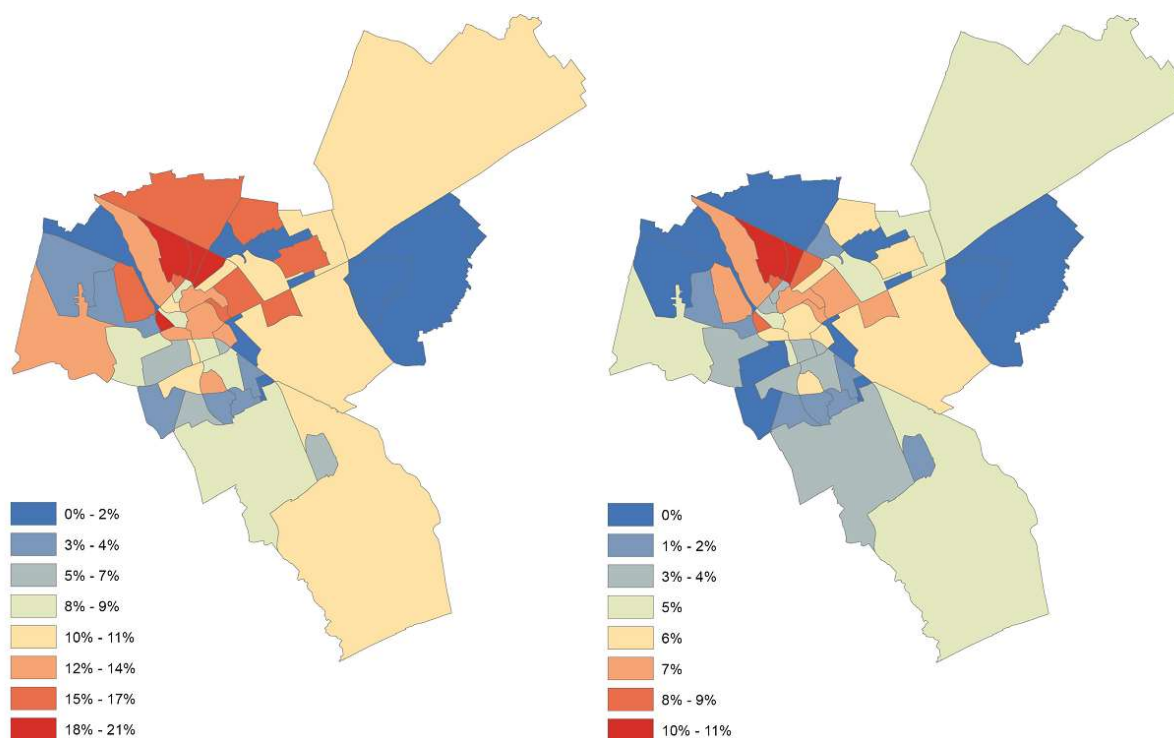 0% - 2%
3% - 4%
5% - 7%
8% - 9%
10% - 11%
12% - 14%
15% - 17%
18% - 21%
0%
1% - 2%
3% - 4%
5%
6%
7%
8% - 9%
10% - 11%